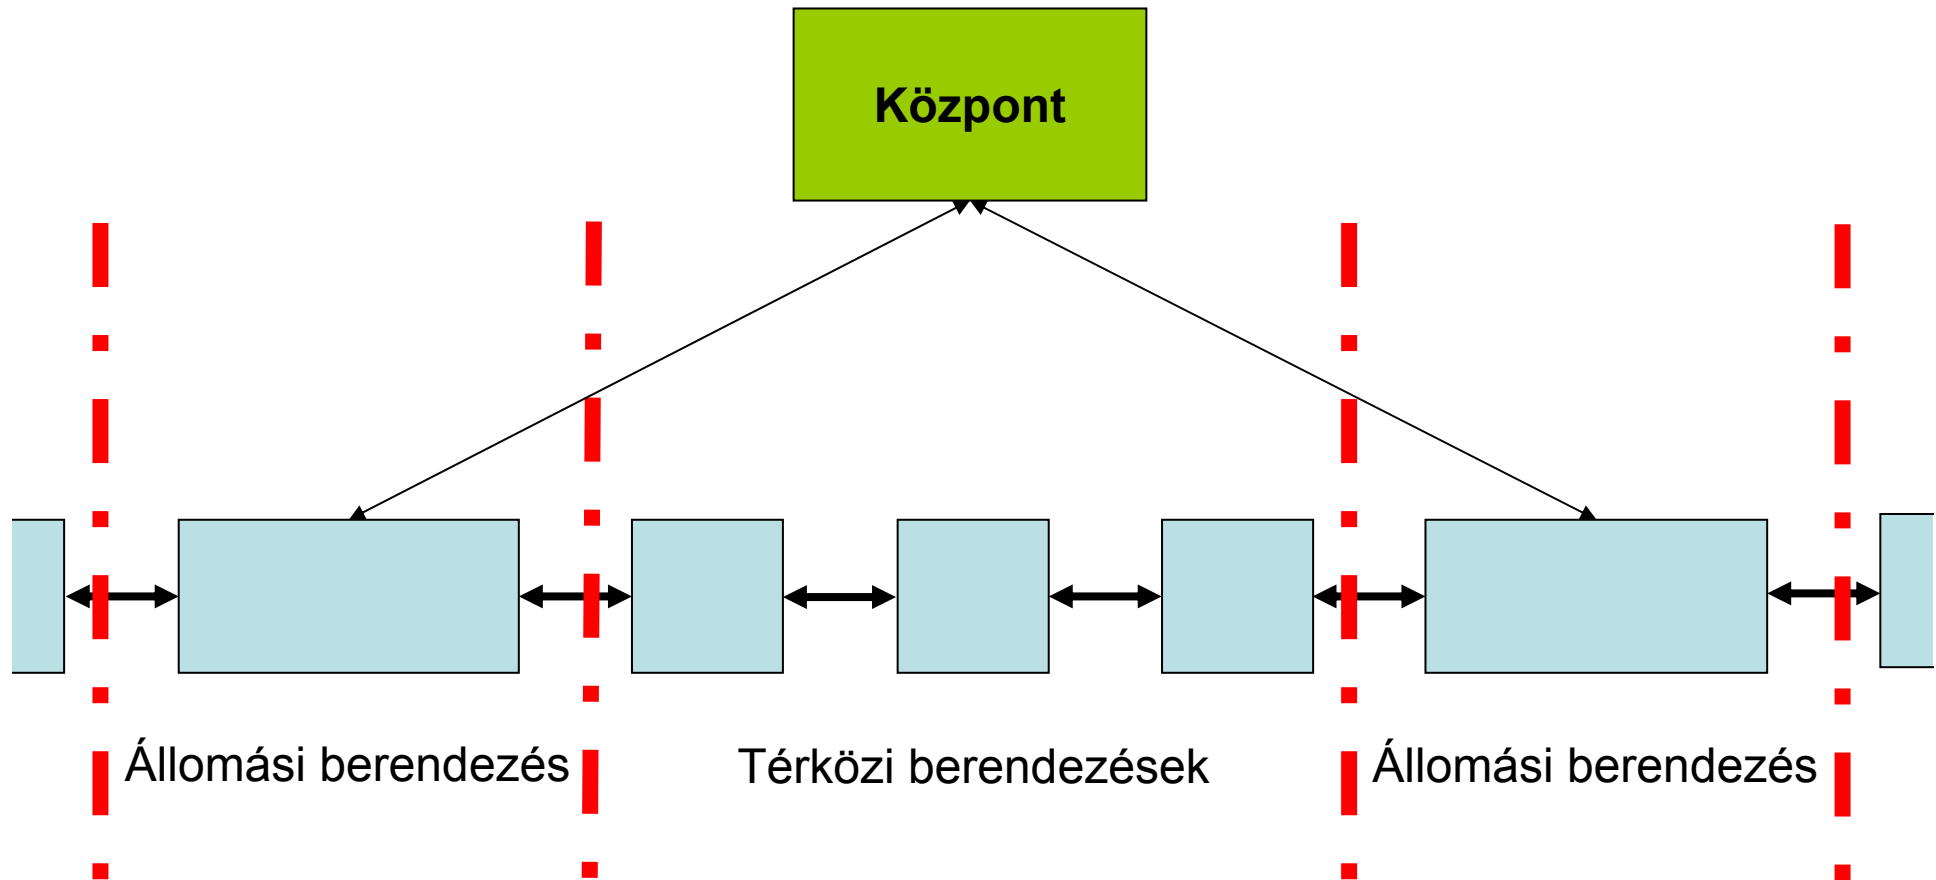 Központ
Állomási berendezés
Térközi berendezések
Állomási berendezés